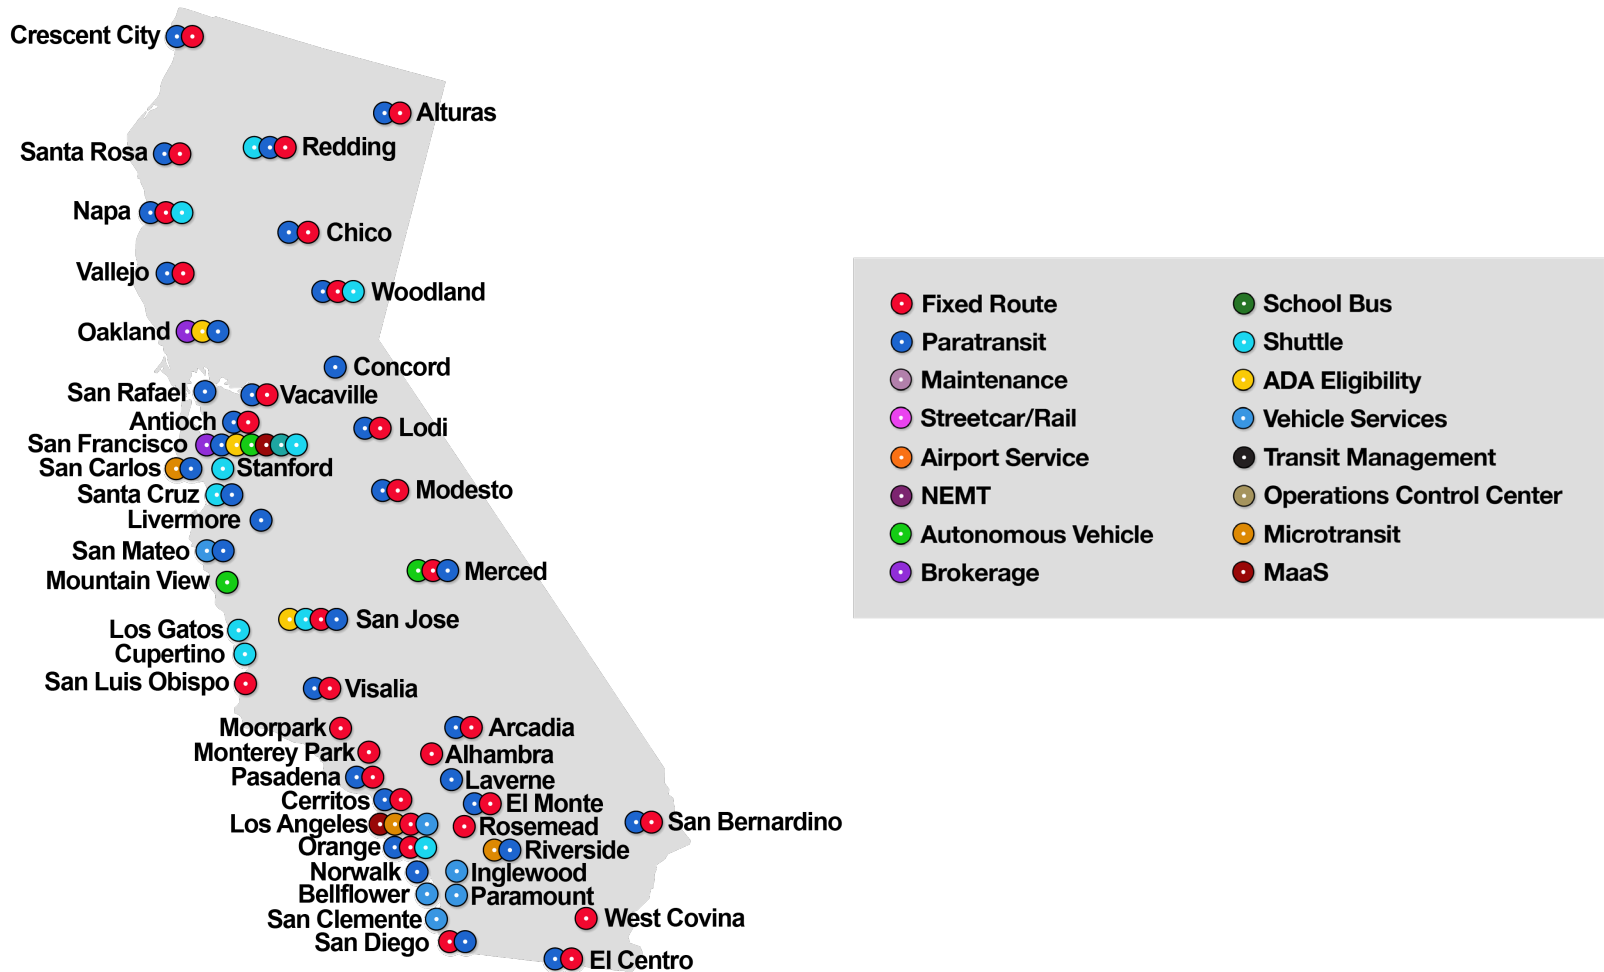 Crescent City
Alturas
Santa Rosa
Redding
Napa
Chico
Vallejo
Woodland
Oakland
Concord
San Rafael
Vacaville
Antioch
Lodi
San Francisco
San Carlos
Stanford
Santa Cruz
Modesto
Livermore
San Mateo
Mountain View
Merced
San Jose
Los Gatos
Cupertino
San Luis Obispo
Visalia
Moorpark
Arcadia
Monterey Park
Alhambra
Pasadena
Laverne
Cerritos
El Monte
Los Angeles
Rosemead
San Bernardino
Orange
Riverside
Norwalk
Inglewood
Bellflower
Paramount
San Clemente
West Covina
San Diego
El Centro
Fixed Route
Paratransit
Maintenance
Streetcar/Rail
Airport Service
NEMT
Autonomous Vehicle
Brokerage
School Bus
Shuttle
ADA Eligibility
Vehicle Services
Transit Management
Operations Control Center
Microtransit
MaaS